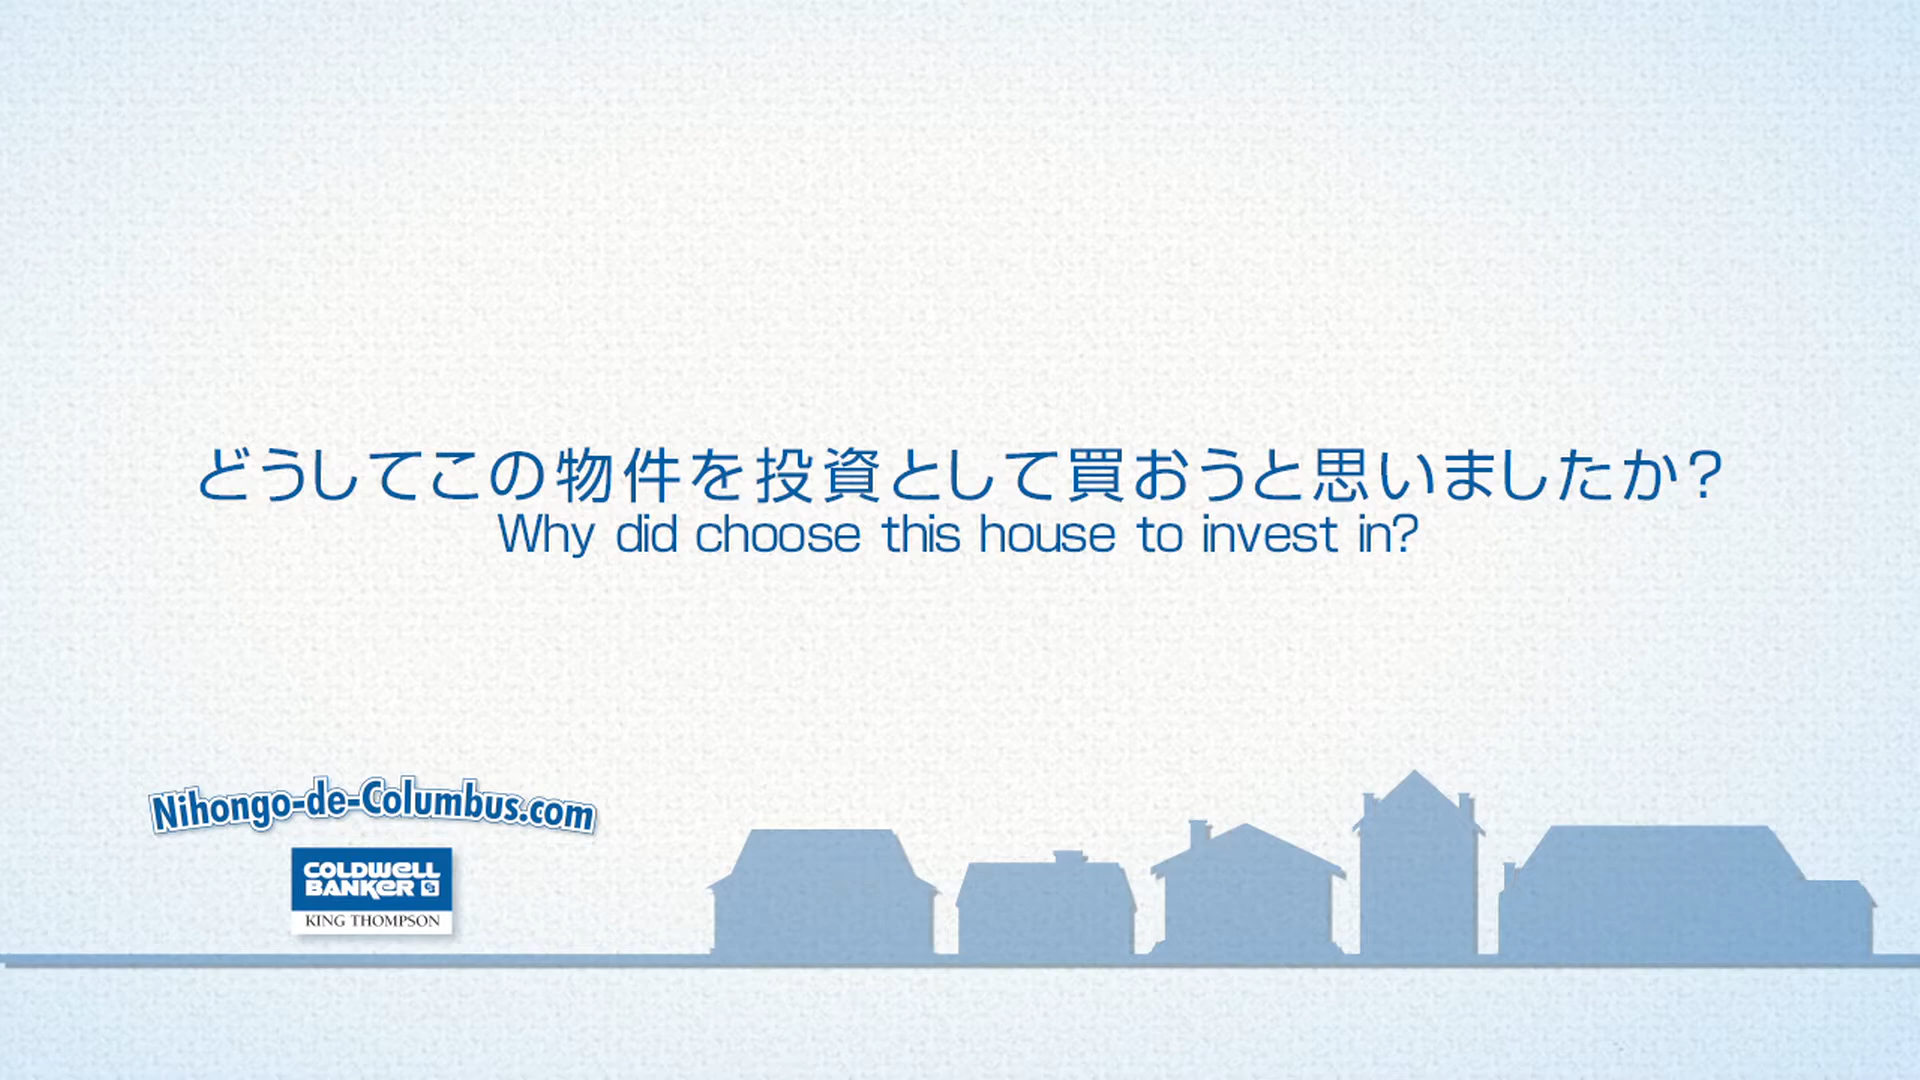 どうしてこの物件を投資として買おうと思いましたか？
Why did choose this house to invest in?
Nihongo-de-Columbus.com
COLDWELL
BANKER CB
KING THOMPSON